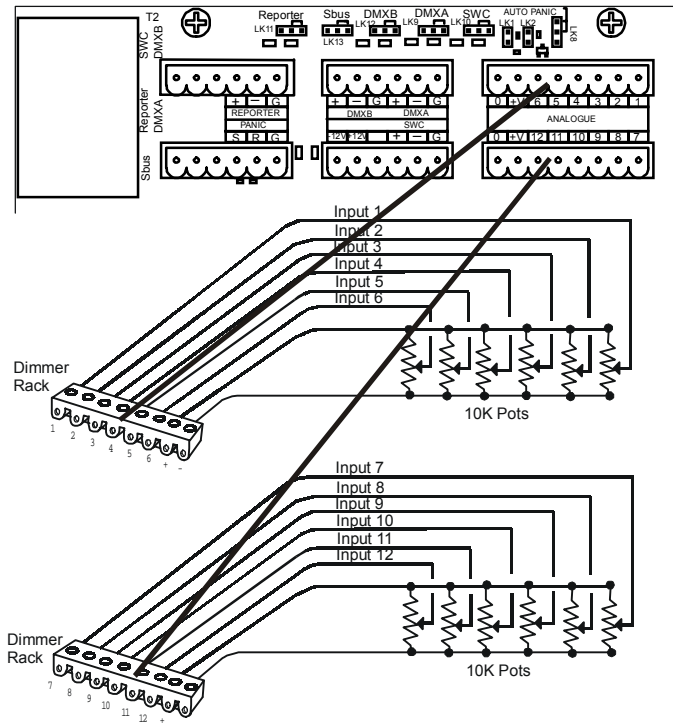 T2
SWC
DMXB
Reporter
DMXA
Sbus
Reporter Sbus DMXB DMXA SWC AUTO PANIC
LK11 LK13 LK12 LK9 LK10 LK1 LK2 LK8
+ − G
REPORTER
PANIC
S R G
+ − G + − G
DMXB DMXA
SWC
-12V +12V + − G
0 +V 6 5 4 3 2 1
ANALOGUE
0 +V 12 11 10 9 8 7
Input 1
Input 2
Input 3
Input 4
Input 5
Input 6
Dimmer
Rack
1 2 3 4 5 6 + −
10K Pots
Input 7
Input 8
Input 9
Input 10
Input 11
Input 12
Dimmer
Rack
7 8 9 10 11 12 +
10K Pots